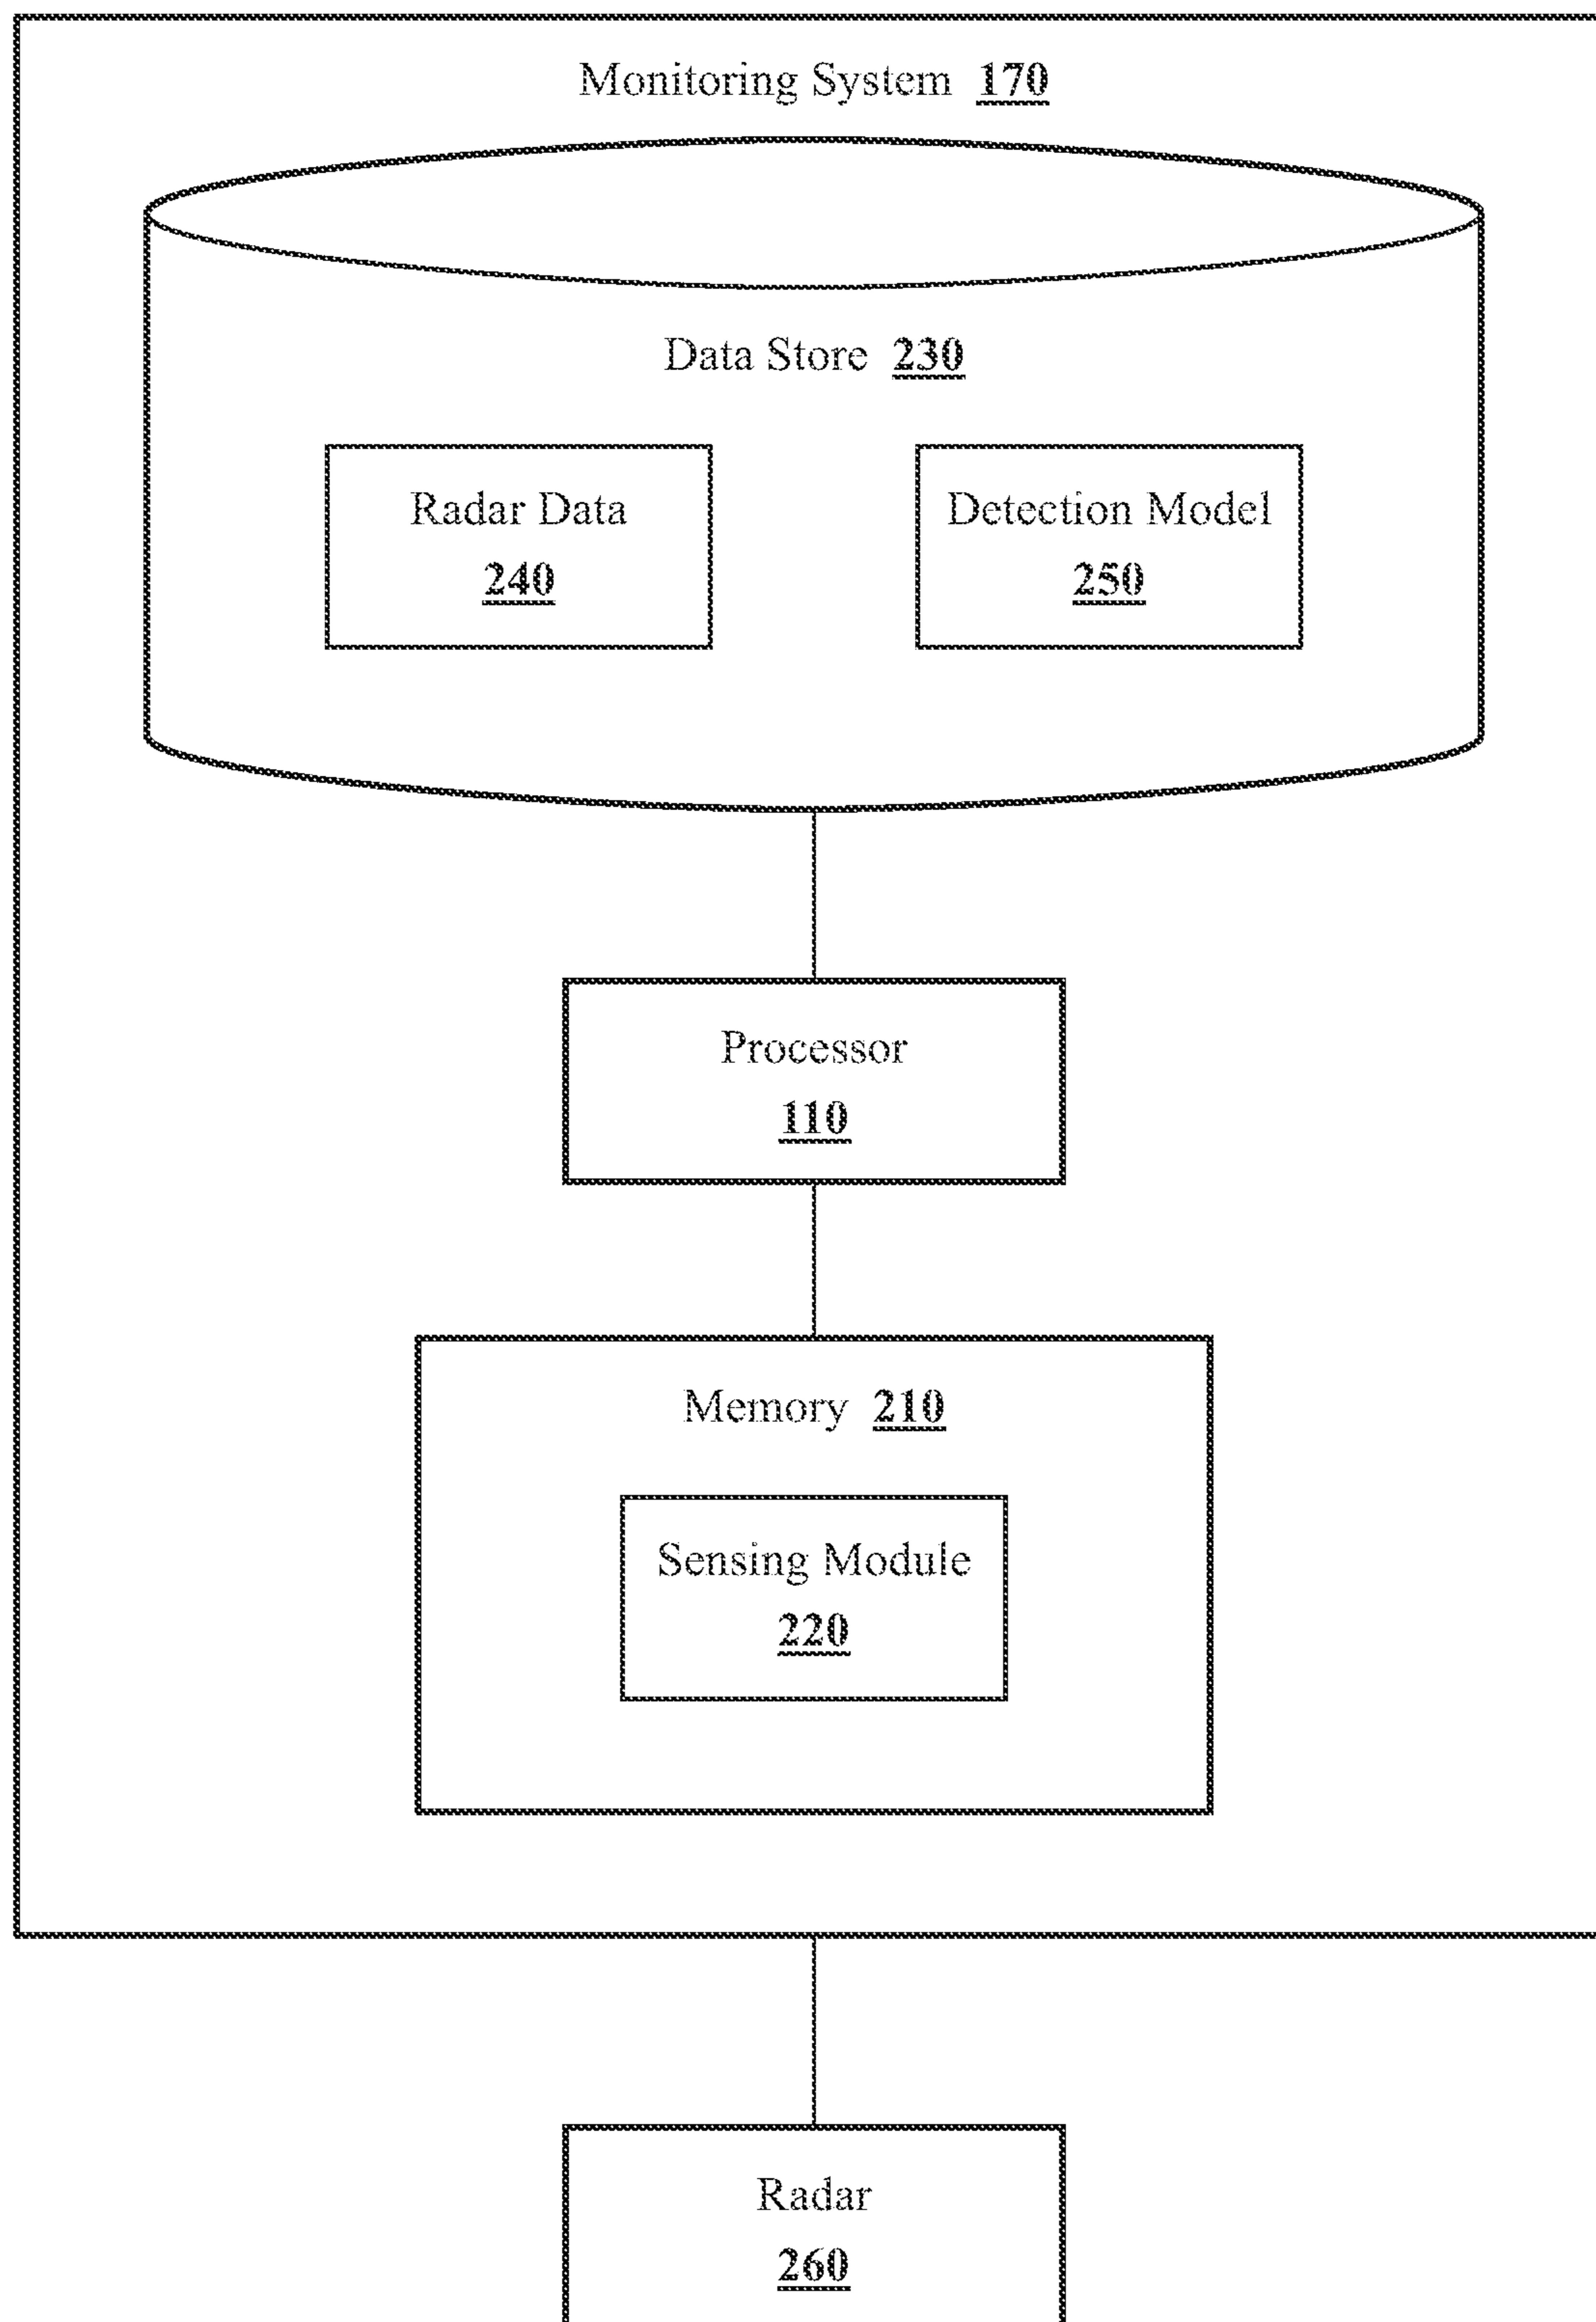 Monitoring System 170
Data Store 230
Radar Data
240
Detection Model
250
Processor
110
Memory 210
Sensing Module
220
Radar
260